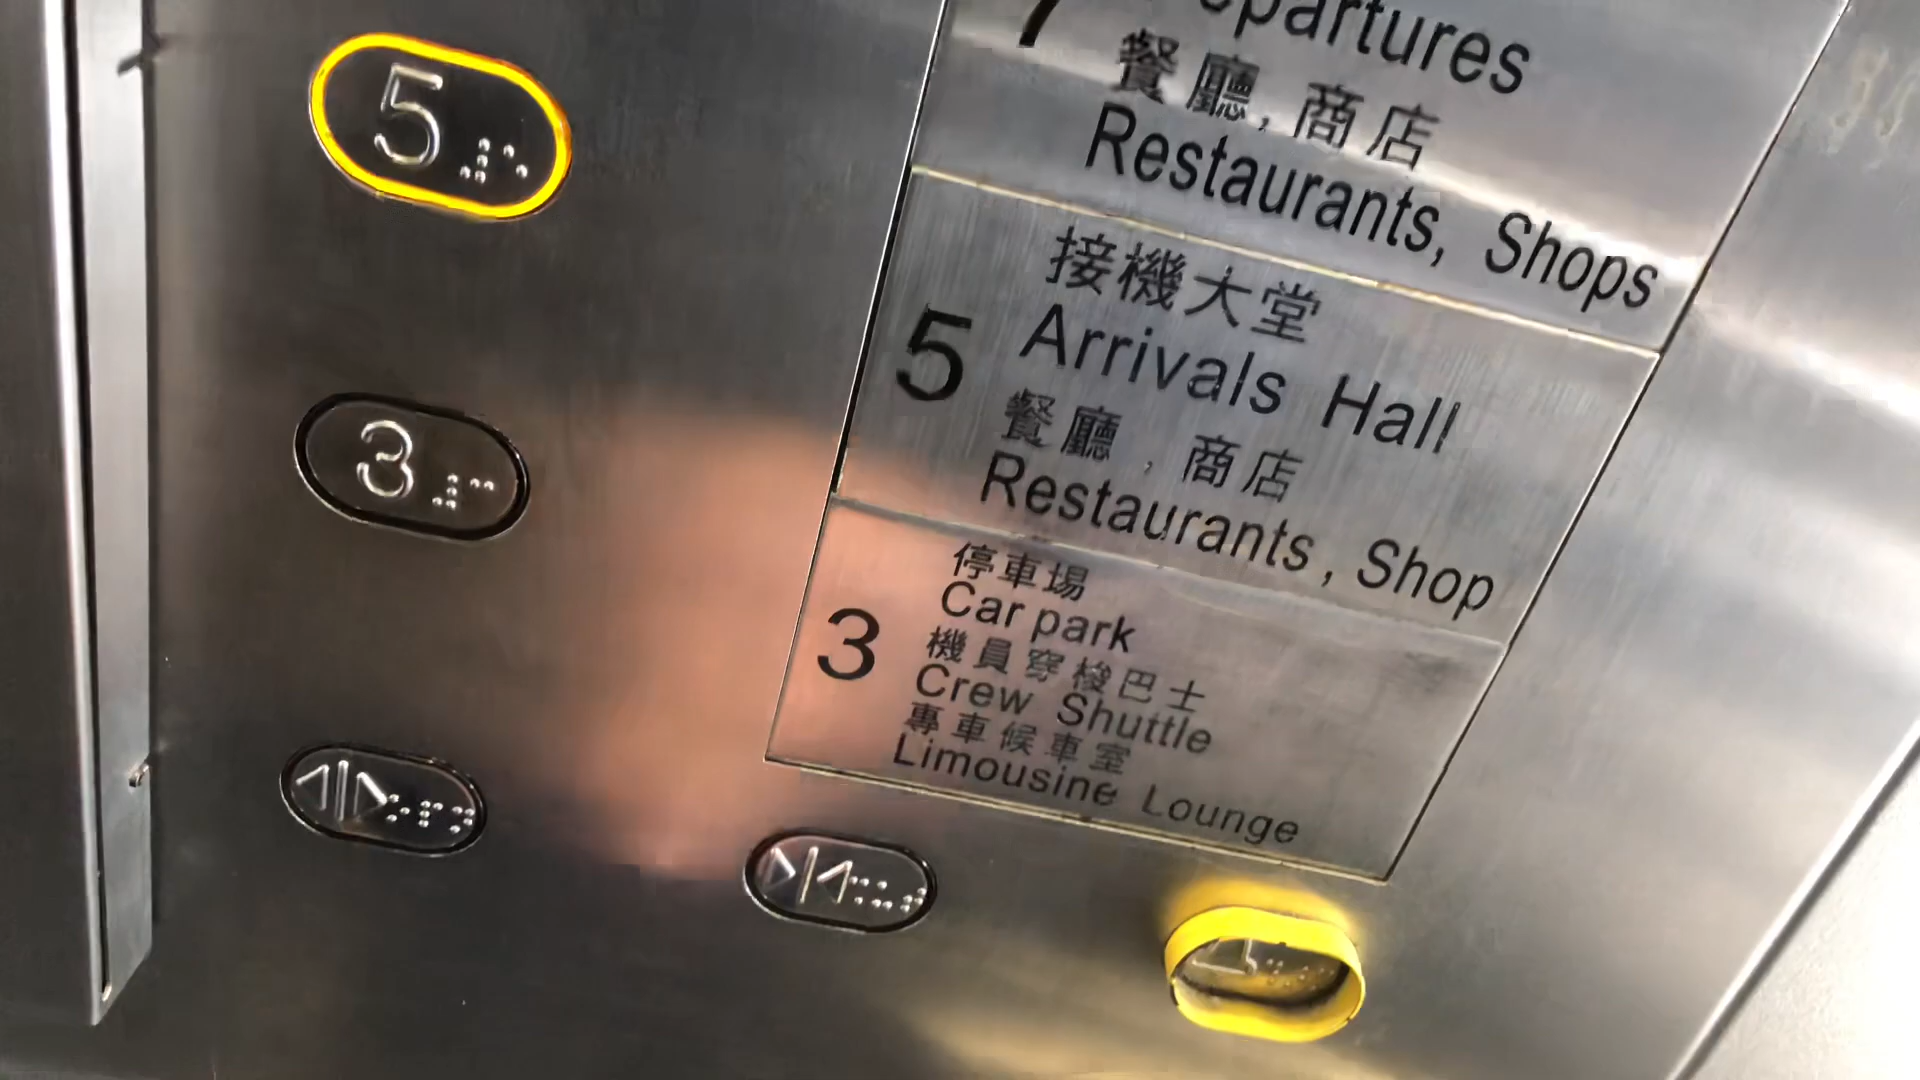 7
epartures
餐廳, 商店
Restaurants, Shops
5
接機大堂
5
Arrivals Hall
餐廳, 商店
Restaurants, Shop
3
停車場
3
Car park
機員穿梭巴士
Crew Shuttle
專車候車室
Limousine Lounge